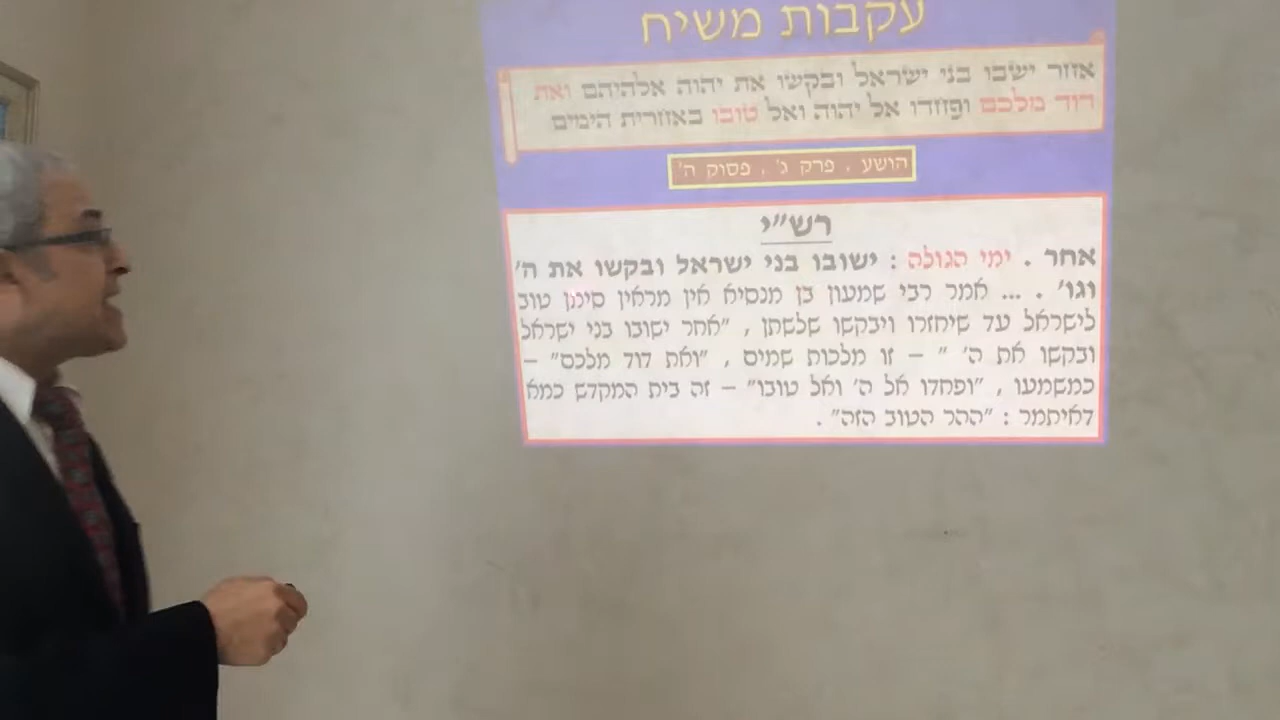 עקבות משיח
אחר ישבו בני ישראל ובקשו את יהוה אלהיהם ואת
דוד מלכם ופחדו אל יהוה ואל טובו באחרית הימים
הושע . פרק ג' . פסוק ה'
רש"י
אחר . ימי הגולה : ישובו בני ישראל ובקשו את ה'
וגו' . ... אמר רבי שמעון בן מנסיא אין מראין סימן טוב
לישראל עד שיחזרו ויבקשו שלשתן , "אחר ישובו בני ישראל
ובקשו את ה' " – זו מלכות שמים , "ואת דוד מלכם" –
כמשמעו , "ופחדו אל ה' ואל טובו" – זה בית המקדש כמא
דאיתמר : "ההר הטוב הזה" .